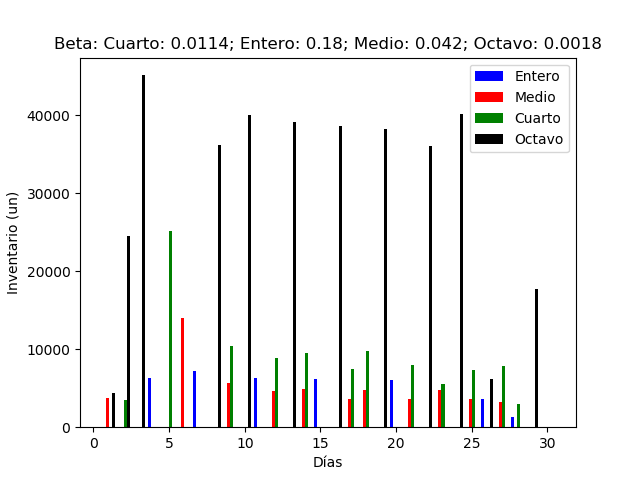 Beta: Cuarto: 0.0114; Entero: 0.18; Medio: 0.042; Octavo: 0.0018
Entero
Medio
Cuarto
Octavo
Inventario (un)
40000
30000
20000
10000
0
0 5 10 15 20 25 30
Días